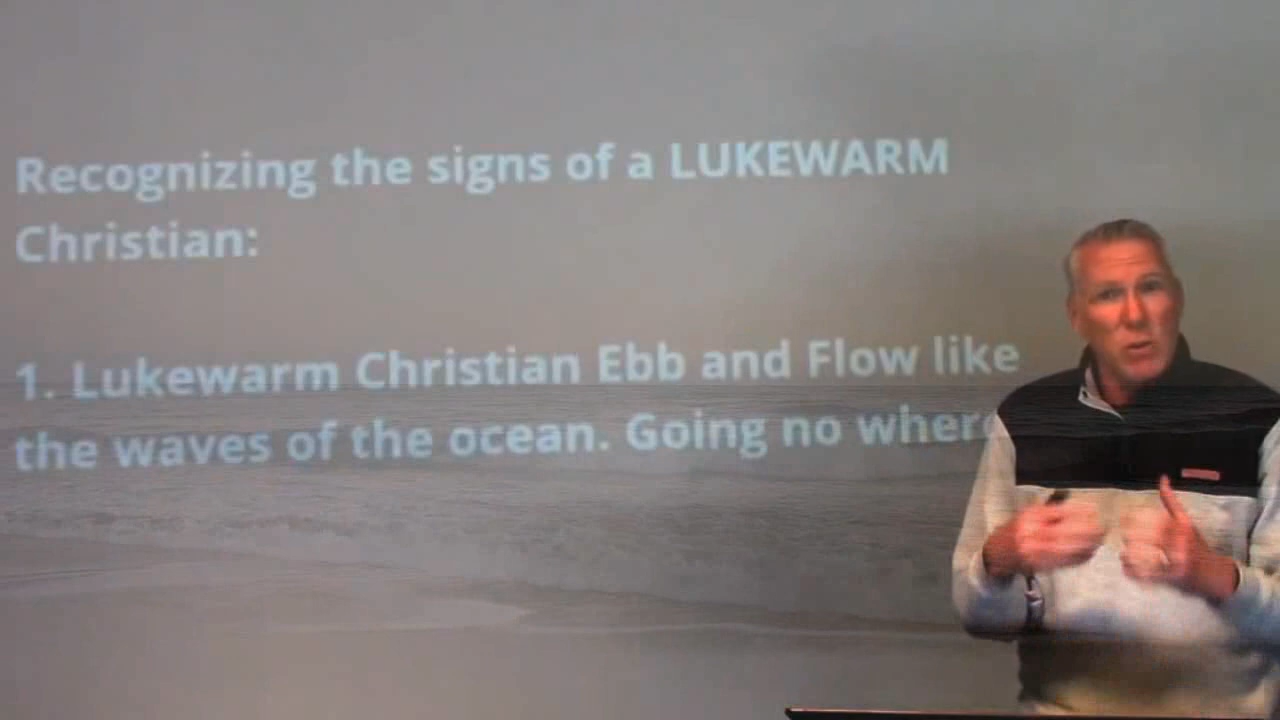 Recognizing the signs of a LUKEWARM
Christian:
1. Lukewarm Christian Ebb and Flow like
the waves of the ocean. Going no where